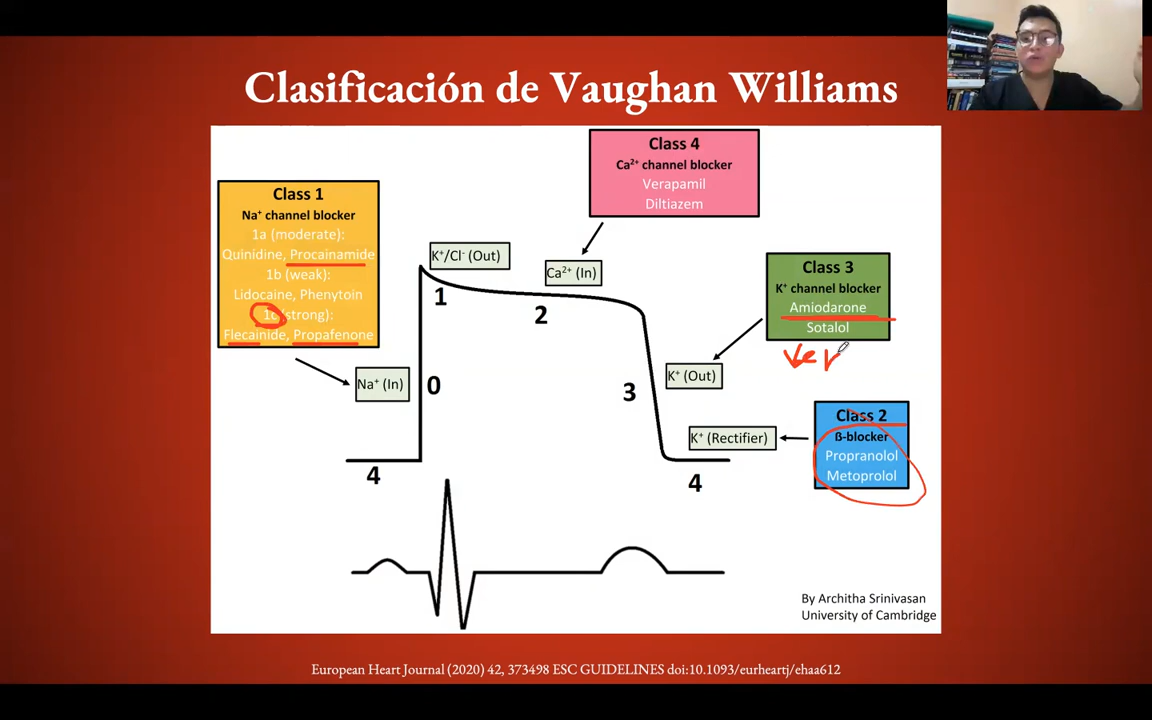 Clasificación de Vaughan Williams
Class 4
Ca²⁺ channel blocker
Verapamil
Diltiazem
Class 1
Na⁺ channel blocker
1a (moderate):
Quinidine, Procainamide
1b (weak):
Lidocaine, Phenytoin
1c (strong):
Flecainide, Propafenone
K⁺/Cl⁻ (Out)
Ca²⁺ (In)
1
2
Class 3
K⁺ channel blocker
Amiodarone
Sotalol
Ver
Na⁺ (In)
0
3
K⁺ (Out)
K⁺ (Rectifier)
Class 2
ß-blocker
Propranolol
Metoprolol
4
4
By Architha Srinivasan
University of Cambridge
European Heart Journal (2020) 42, 373498 ESC GUIDELINES doi:10.1093/eurheartj/ehaa612